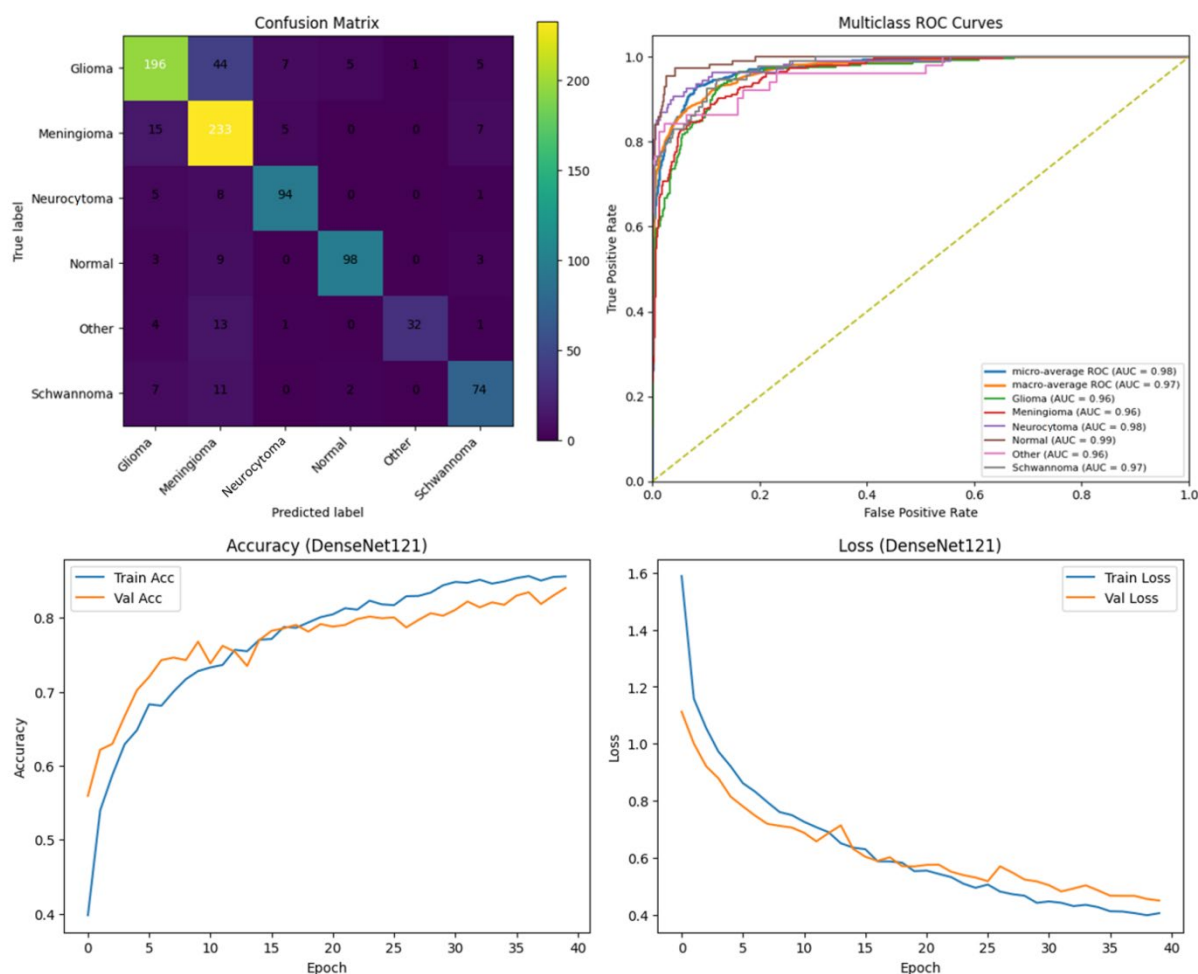 Confusion Matrix
True label
Glioma 196 44 7 5 1 5
Meningioma 15 233 5 0 0 7
Neurocytoma 5 8 94 0 0 1
Normal 3 9 0 98 0 3
Other 4 13 1 0 32 1
Schwannoma 7 11 0 2 0 74
Glioma Meningioma Neurocytoma Normal Other Schwannoma
Predicted label
200
150
100
50
0
Multiclass ROC Curves
True Positive Rate
1.0
0.8
0.6
0.4
0.2
0.0
micro-average ROC (AUC = 0.98)
macro-average ROC (AUC = 0.97)
Glioma (AUC = 0.96)
Meningioma (AUC = 0.96)
Neurocytoma (AUC = 0.98)
Normal (AUC = 0.99)
Other (AUC = 0.96)
Schwannoma (AUC = 0.97)
0.0 0.2 0.4 0.6 0.8 1.0
False Positive Rate
Accuracy (DenseNet121)
Train Acc
Val Acc
Accuracy
0.8
0.7
0.6
0.5
0.4
0 5 10 15 20 25 30 35 40
Epoch
Loss (DenseNet121)
Train Loss
Val Loss
Loss
1.6
1.4
1.2
1.0
0.8
0.6
0.4
0 5 10 15 20 25 30 35 40
Epoch